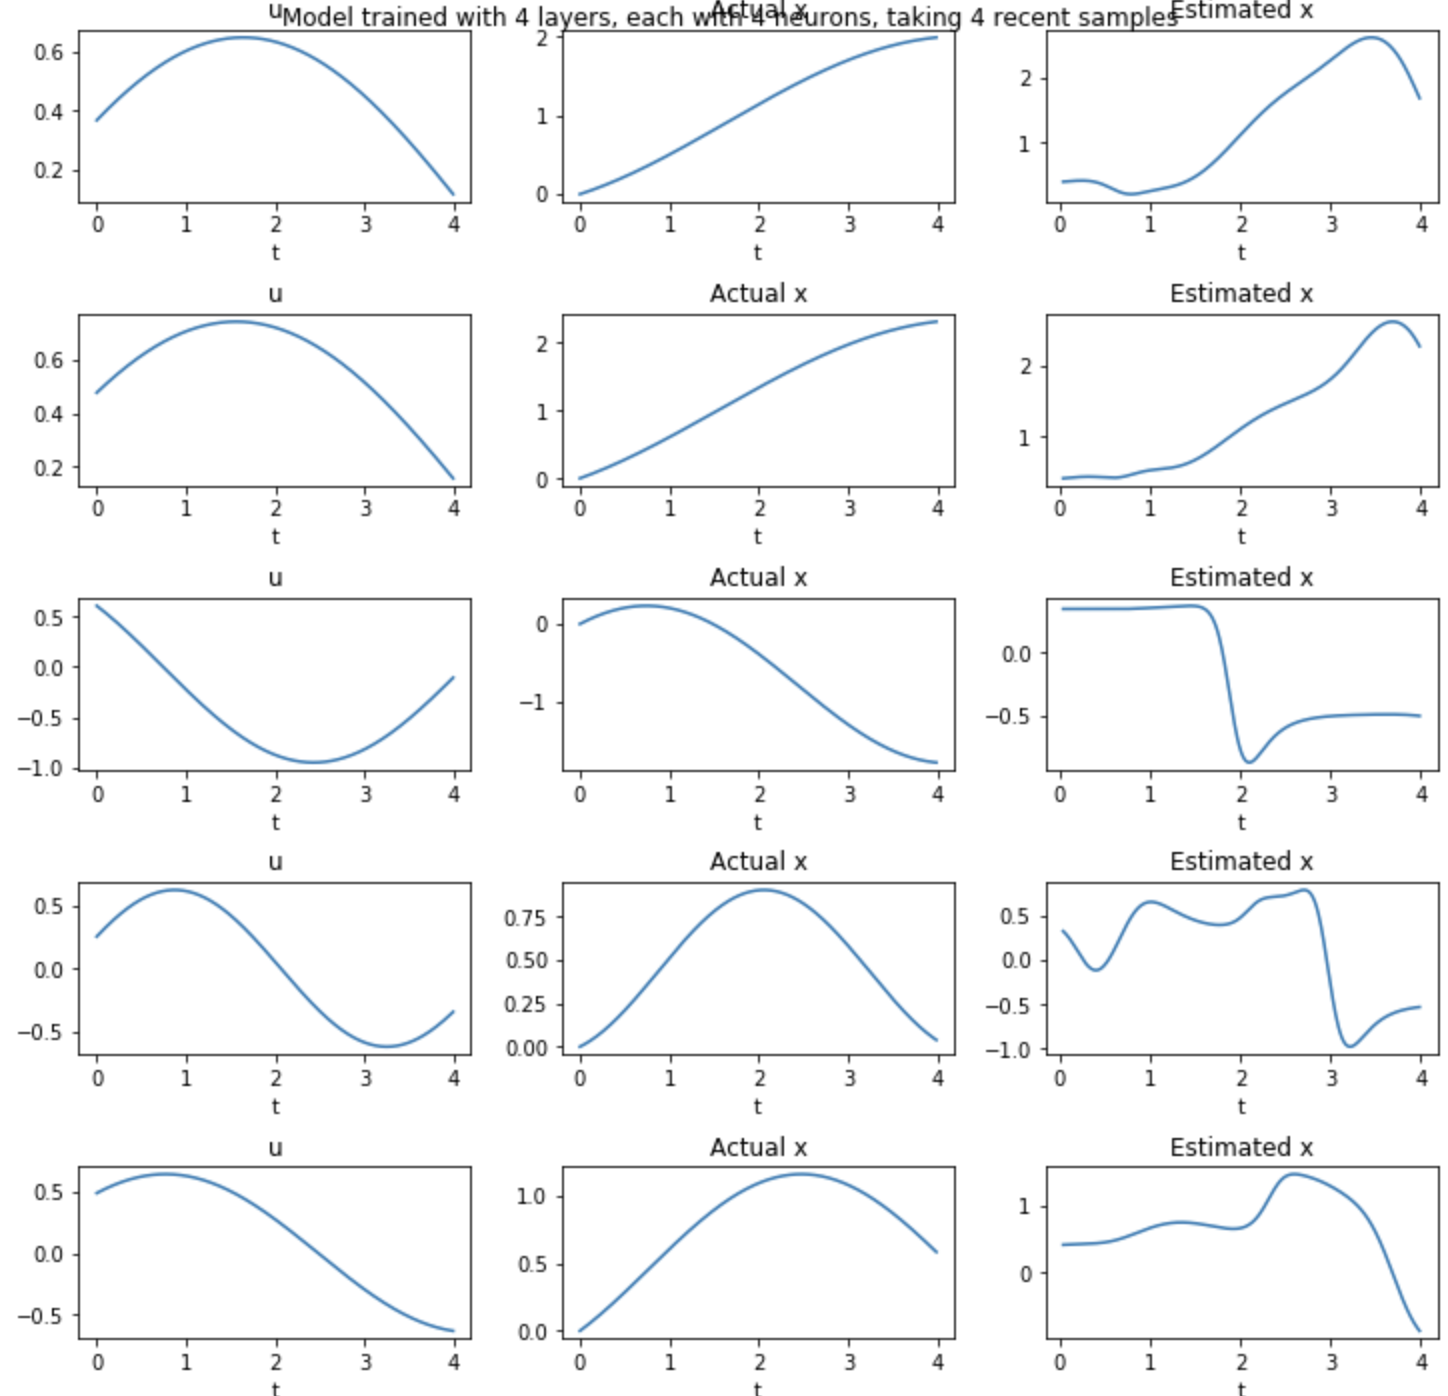 Model trained with 4 layers, each with 4 neurons, taking 4 recent samples
u Actual x Estimated x
0.6 2 2
0.4 1 1
0.2 0
0 1 2 3 4 0 1 2 3 4 0 1 2 3 4
t t t
u Actual x Estimated x
0.6 2 2
0.4 1 1
0.2 0
0 1 2 3 4 0 1 2 3 4 0 1 2 3 4
t t t
u Actual x Estimated x
0.5 0 0.0
0.0 −1 −0.5
−0.5
−1.0
0 1 2 3 4 0 1 2 3 4 0 1 2 3 4
t t t
u Actual x Estimated x
0.5 0.75 0.5
0.0 0.50 0.0
−0.5 0.25 −0.5
0.00 −1.0
0 1 2 3 4 0 1 2 3 4 0 1 2 3 4
t t t
u Actual x Estimated x
0.5 1.0 1
0.0 0.5 0
−0.5 0.0
0 1 2 3 4 0 1 2 3 4 0 1 2 3 4
t t t